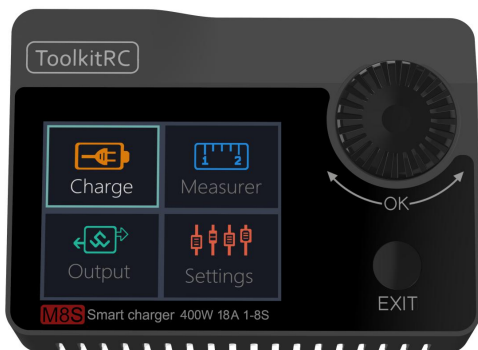 ToolkitRC
Charge
Measurer
1 2
Output
Settings
OK
EXIT
M8S Smart charger 400W 18A 1-8S